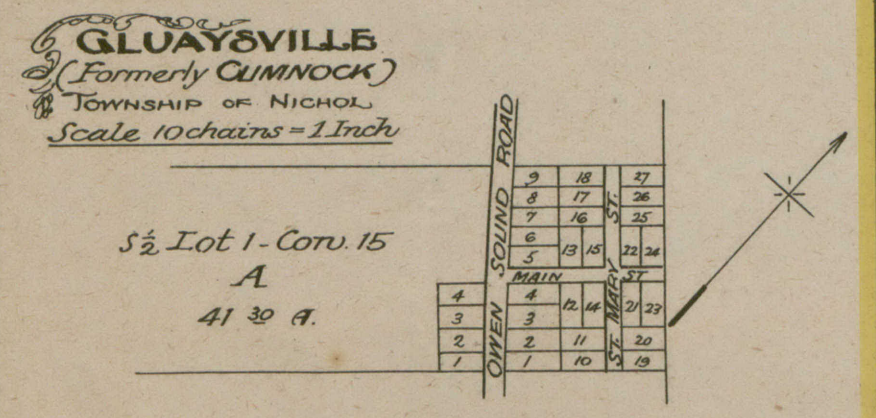 GLUAYSVILLE
(Formerly CUMNOCK)
TOWNSHIP OF NICHOL
Scale 10 chains = 1 Inch
S ½ Lot 1 - Con. 15
A
41 30 A.
OWEN SOUND ROAD
MAIN ST
ST. MARY ST.
9 18 27
8 17 26
7 16 25
6
5 13 15 22 24
4 4 12 14 21 23
3 3
2 2 11 20
1 1 10 19